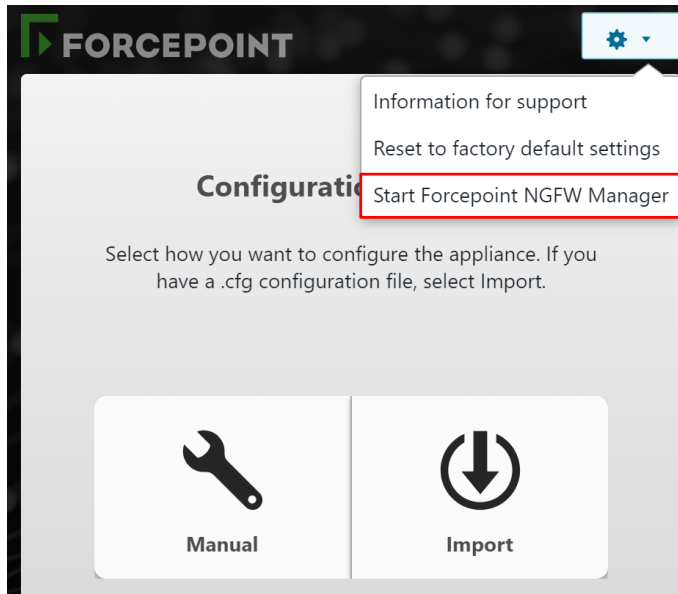 FORCEPOINT
Information for support
Reset to factory default settings
Start Forcepoint NGFW Manager
Select how you want to configure the appliance. If you
have a .cfg configuration file, select Import.
Manual
Import